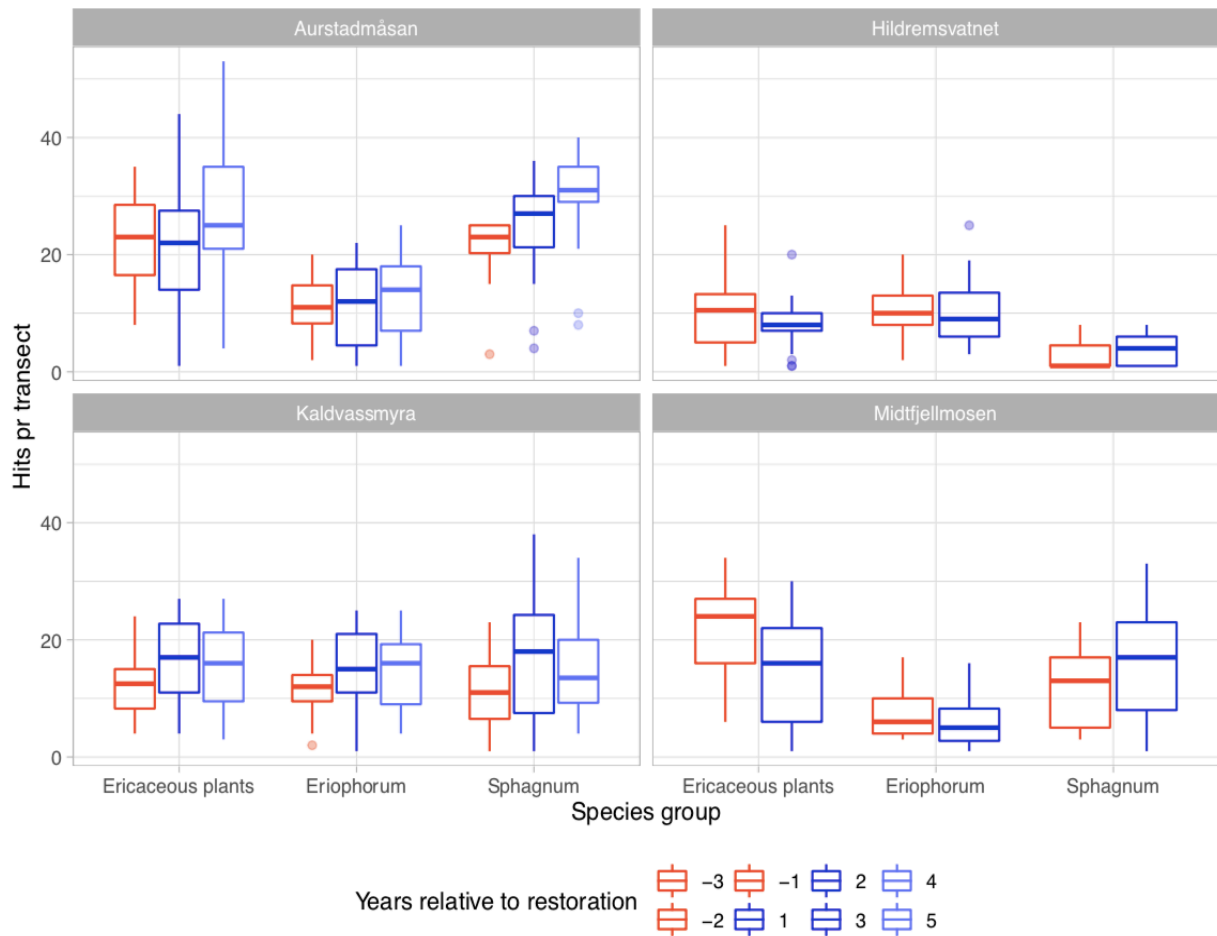 Aurstadmåsan
Hildremsvatnet
40
20
0
Kaldvassmyra
Midtfjellmosen
40
20
0
Hits pr transect
Ericaceous plants Eriophorum Sphagnum
Ericaceous plants Eriophorum Sphagnum
Species group
Years relative to restoration
−3 −1 2 4
−2 1 3 5